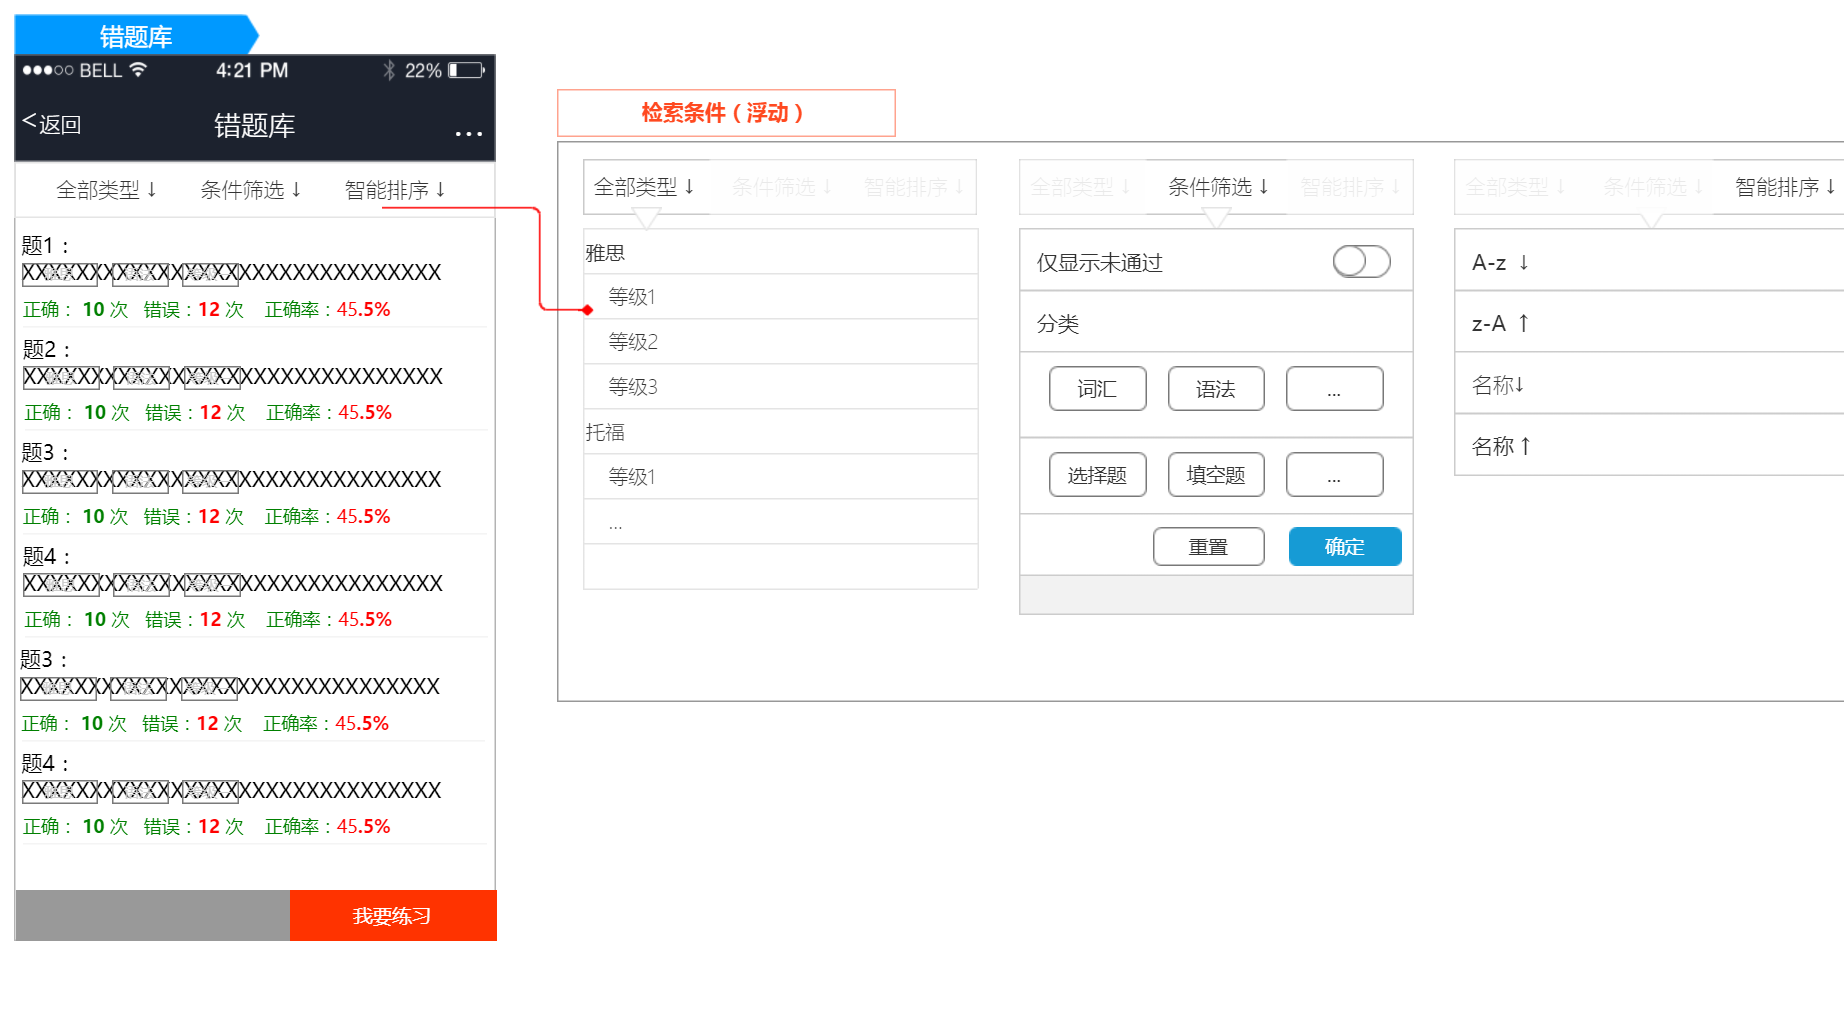 错题库
BELL 4:21 PM 22%
<返回 错题库 ...
全部类型↓ 条件筛选↓ 智能排序↓
题1：
XXXXXXXXXXXXXXXXXXXXXXXXXXXXXXX
正确： 10 次 错误：12 次 正确率：45.5%
题2：
XXXXXXXXXXXXXXXXXXXXXXXXXXXXXXX
正确： 10 次 错误：12 次 正确率：45.5%
题3：
XXXXXXXXXXXXXXXXXXXXXXXXXXXXXXX
正确： 10 次 错误：12 次 正确率：45.5%
题4：
XXXXXXXXXXXXXXXXXXXXXXXXXXXXXXX
正确： 10 次 错误：12 次 正确率：45.5%
题3：
XXXXXXXXXXXXXXXXXXXXXXXXXXXXXXX
正确： 10 次 错误：12 次 正确率：45.5%
题4：
XXXXXXXXXXXXXXXXXXXXXXXXXXXXXXX
正确： 10 次 错误：12 次 正确率：45.5%
我要练习
检索条件（浮动）
全部类型↓ 条件筛选↓ 智能排序↓
雅思
等级1
等级2
等级3
托福
等级1
...
全部类型↓ 条件筛选↓ 智能排序↓
仅显示未通过
分类
词汇 语法 ...
选择题 填空题 ...
重置 确定
全部类型↓ 条件筛选↓ 智能排序↓
A-z ↓
z-A ↑
名称↓
名称↑